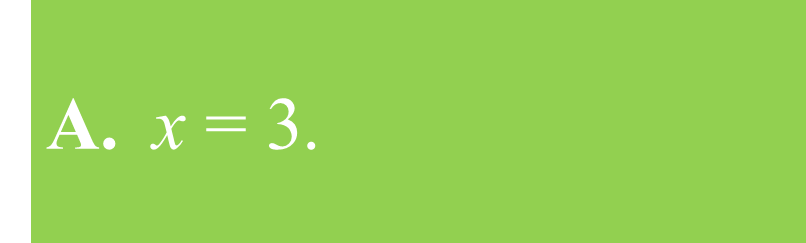 A. x = 3.